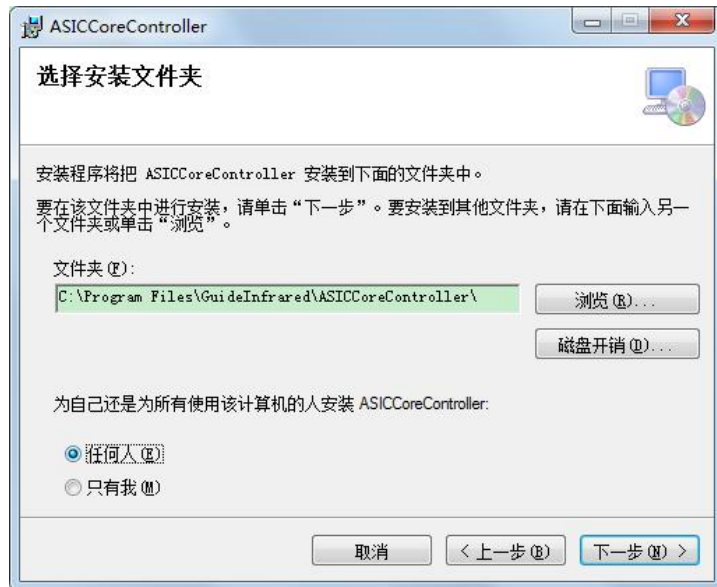 ASICCoreController
选择安装文件夹
安装程序将把 ASICCoreController 安装到下面的文件夹中。
要在该文件夹中进行安装，请单击“下一步”。要安装到其他文件夹，请在下面输入另一
个文件夹或单击“浏览”。
文件夹(F):
C:\Program Files\GuideInfrared\ASICCoreController\
浏览(R)...
磁盘开销(D)...
为自己还是为所有使用该计算机的人安装 ASICCoreController:
任何人(E)
只有我(M)
取消
< 上一步(B)
下一步(N) >